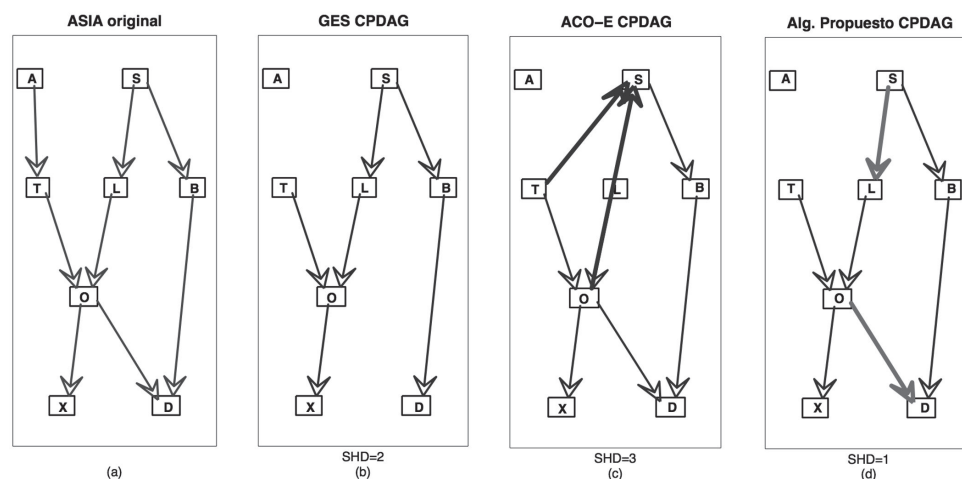 ASIA original
A
S
T
L
B
O
X
D
(a)
GES CPDAG
A
S
T
L
B
O
X
D
SHD=2
(b)
ACO-E CPDAG
A
S
T
L
B
O
X
D
SHD=3
(c)
Alg. Propuesto CPDAG
A
S
T
L
B
O
X
D
SHD=1
(d)